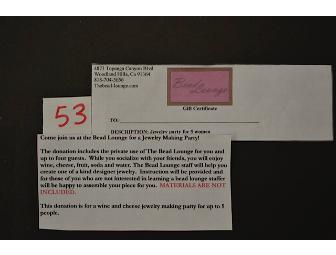 4873 Topanga Canyon Blvd
Woodland Hills, Ca 91364
818-704-5656
Thebead-lounge.com
Bead
Lounge
Gift Certificate
TO:
DESCRIPTION: Jewelry party for 5 women
53
Come join us at the Bead Lounge for a Jewelry Making Party!
The donation includes the private use of The Bead Lounge for you and
up to four guests. While you socialize with your friends, you will enjoy
wine, cheese, fruit, sodas and water. The Bead Lounge staff will help you
create one of a kind designer jewelry. Instruction will be provided and
for those of you who are not interested in learning a bead lounge staffer
will be happy to assemble your piece for you. MATERIALS ARE NOT
INCLUDED.
This donation is for a wine and cheese jewelry making party for up to 5
people.